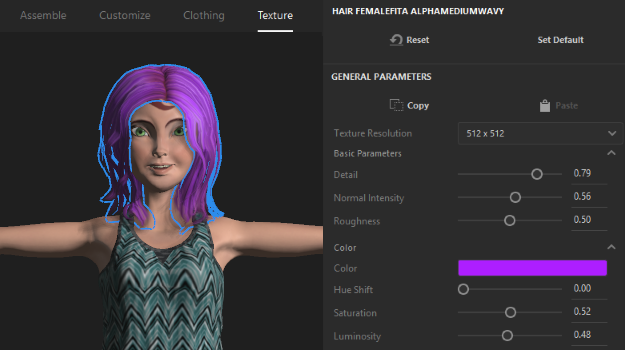 Assemble Customize Clothing Texture
HAIR FEMALEFITA ALPHAMEDIUMWAVY
Reset Set Default
GENERAL PARAMETERS
Copy Paste
Texture Resolution 512 x 512
Basic Parameters
Detail 0.79
Normal Intensity 0.56
Roughness 0.50
Color
Color
Hue Shift 0.00
Saturation 0.52
Luminosity 0.48